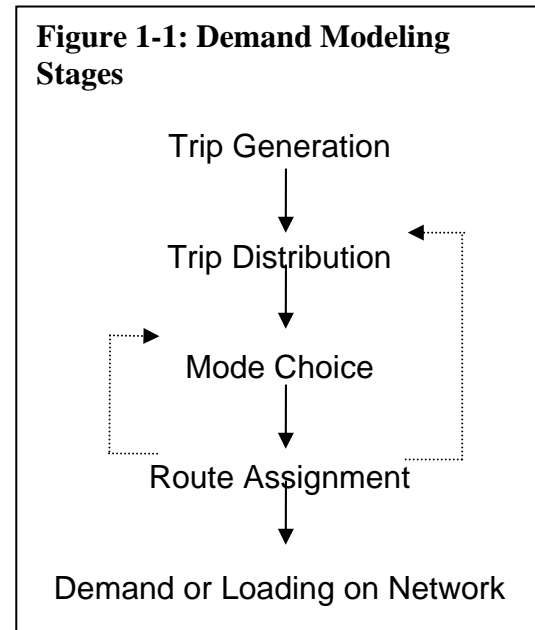 Figure 1-1: Demand Modeling
Stages
Trip Generation
Trip Distribution
Mode Choice
Route Assignment
Demand or Loading on Network